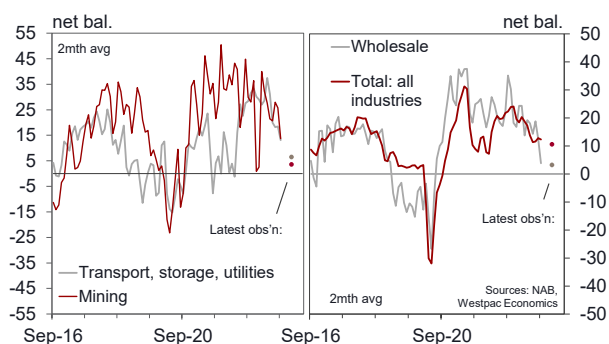 net bal.
net bal.
55
45
35
25
15
5
-5
-15
-25
-35
-45
-55
2mth avg
Latest obs'n:
Transport, storage, utilities
Mining
Sep-16
Sep-20
Wholesale
Total: all
industries
Latest obs'n:
2mth avg
Sources: NAB,
Westpac Economics
50
40
30
20
10
0
-10
-20
-30
-40
-50
Sep-16
Sep-20